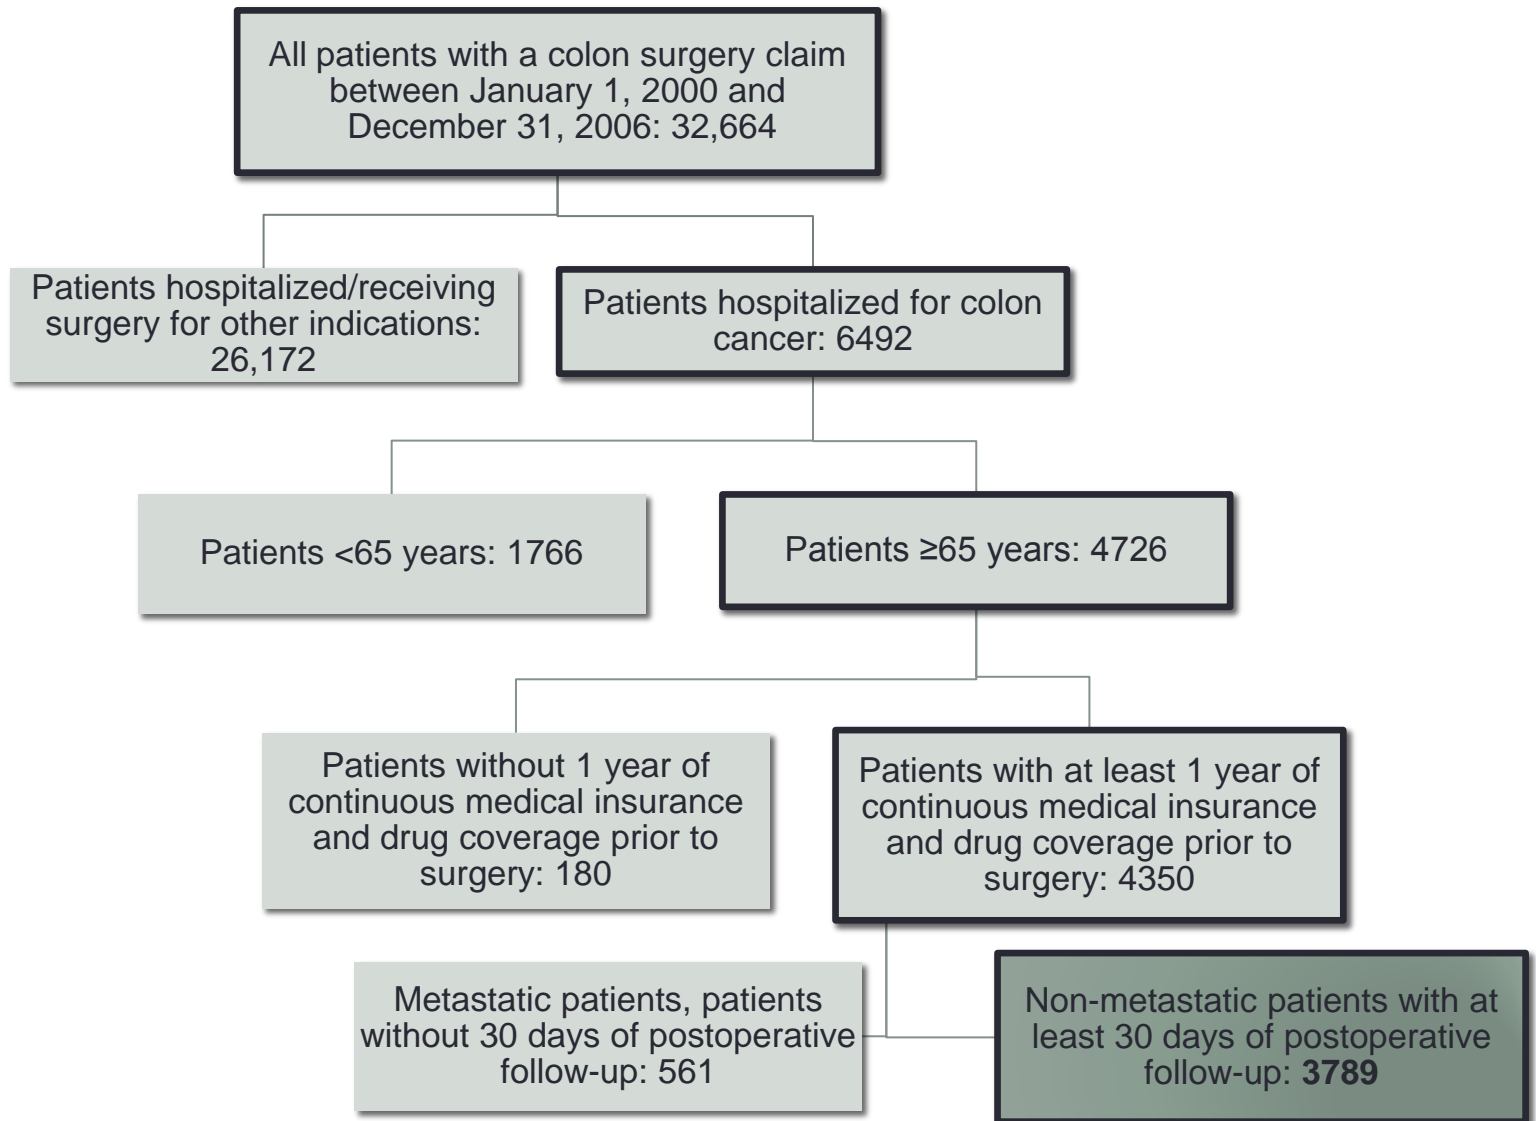 All patients with a colon surgery claim
between January 1, 2000 and
December 31, 2006: 32,664
Patients hospitalized/receiving
surgery for other indications:
26,172
Patients hospitalized for colon
cancer: 6492
Patients <65 years: 1766
Patients ≥65 years: 4726
Patients without 1 year of
continuous medical insurance
and drug coverage prior to
surgery: 180
Patients with at least 1 year of
continuous medical insurance
and drug coverage prior to
surgery: 4350
Metastatic patients, patients
without 30 days of postoperative
follow-up: 561
Non-metastatic patients with at
least 30 days of postoperative
follow-up: 3789